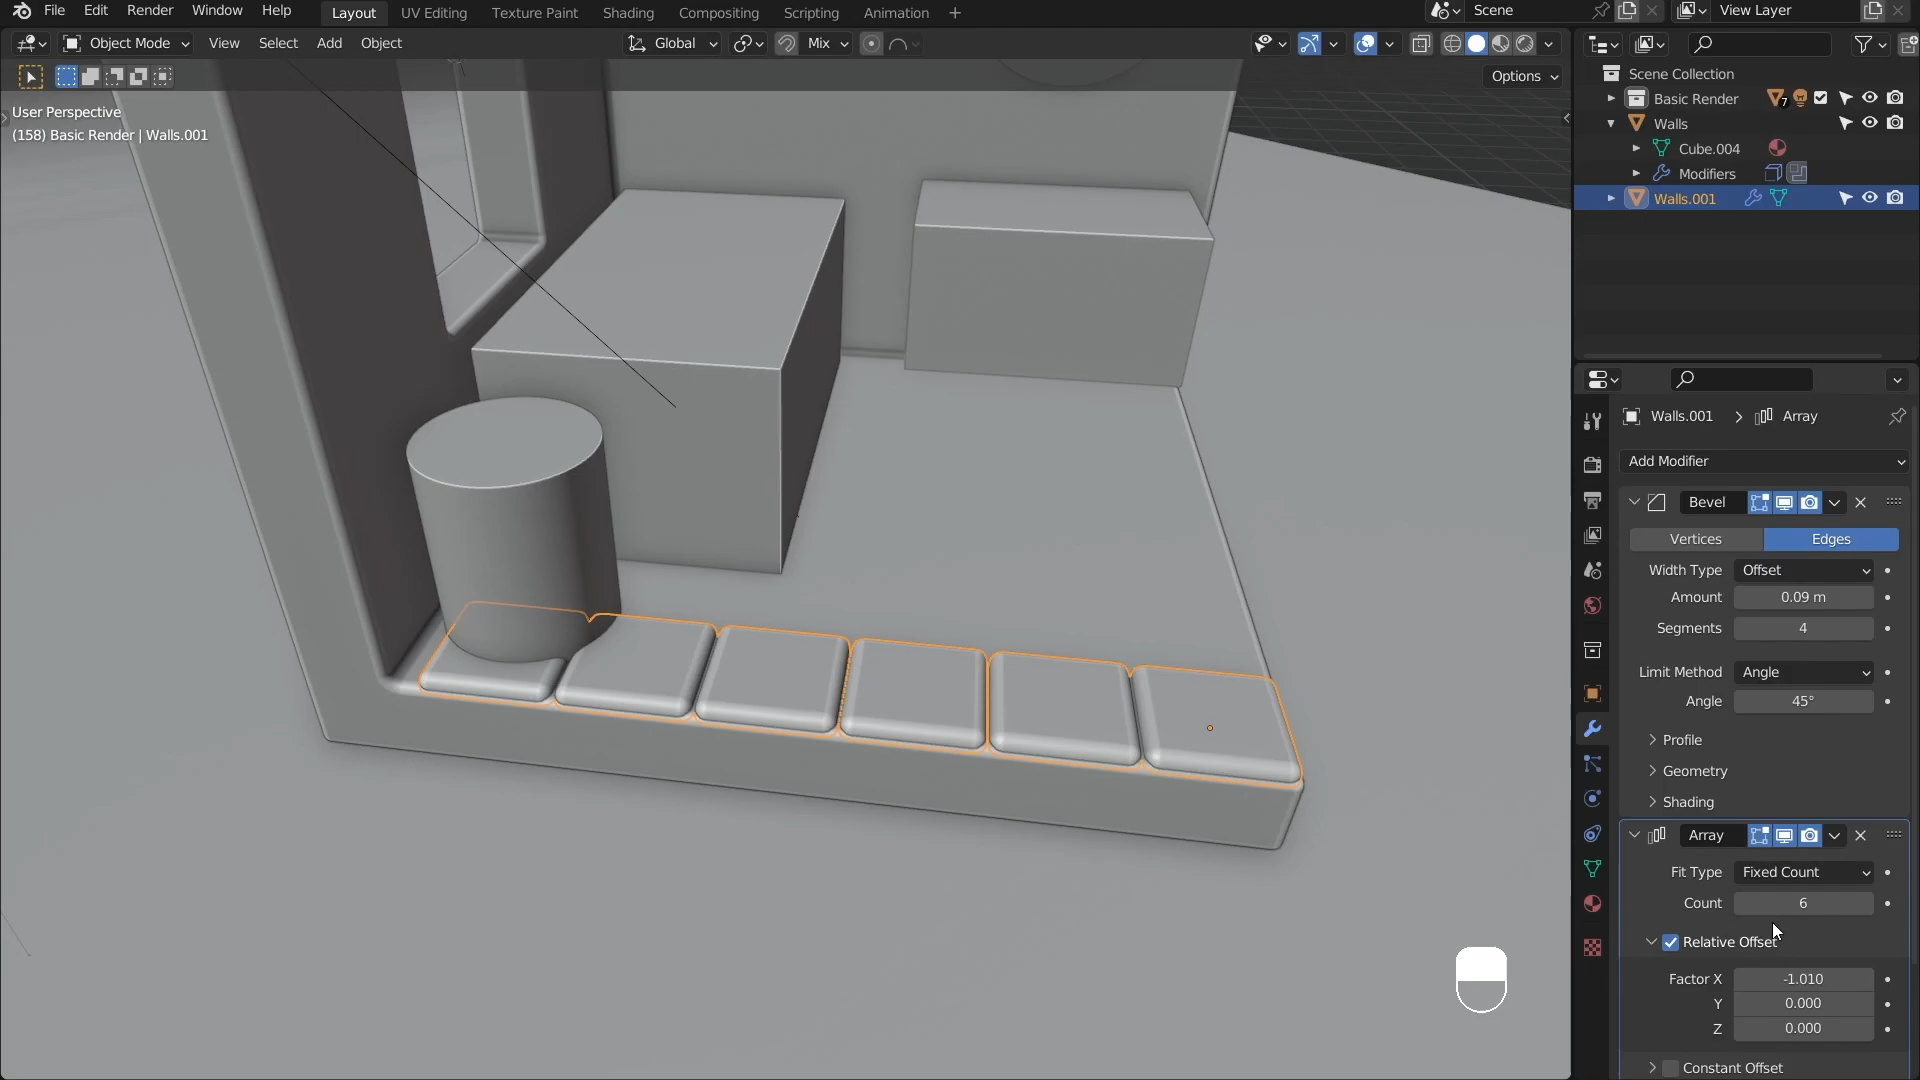 File Edit Render Window Help Layout UV Editing Texture Paint Shading Compositing Scripting Animation + Scene View Layer
Object Mode View Select Add Object Global Mix
Options
User Perspective
(158) Basic Render | Walls.001
Scene Collection
Basic Render 7
Walls
Cube.004
Modifiers
Walls.001
Walls.001 > Array
Add Modifier
Bevel
Vertices Edges
Width Type Offset
Amount 0.09 m
Segments 4
Limit Method Angle
Angle 45°
Profile
Geometry
Shading
Array
Fit Type Fixed Count
Count 6
Relative Offset
Factor X -1.010
Y 0.000
Z 0.000
Constant Offset